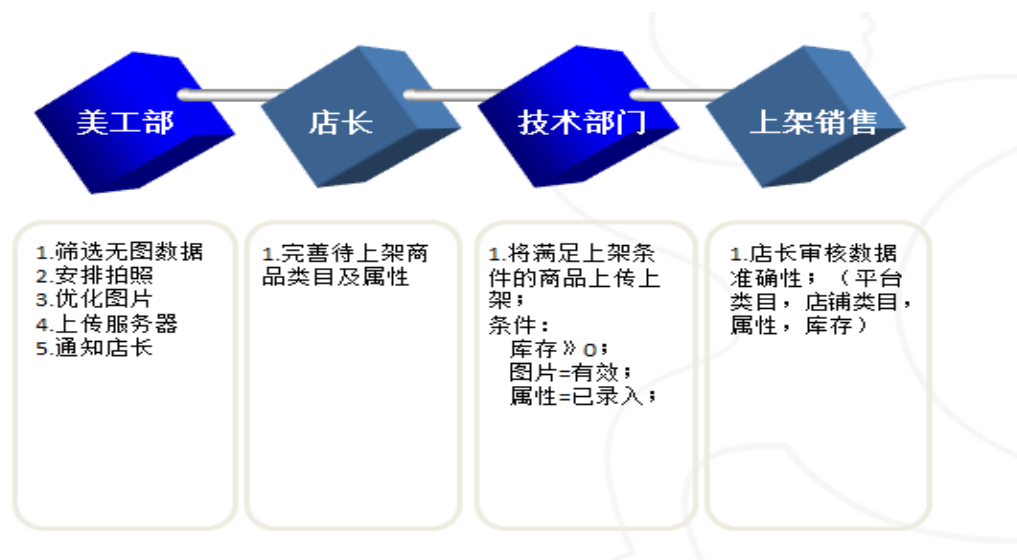 美工部
店长
技术部门
上架销售
1.筛选无图数据
2.安排拍照
3.优化图片
4.上传服务器
5.通知店长
1.完善待上架商
品类目及属性
1.将满足上架条
件的商品上传上
架;
条件:
库存》0;
图片=有效;
属性=已录入;
1.店长审核数据
准确性;（平台
类目，店铺类目，
属性，库存）